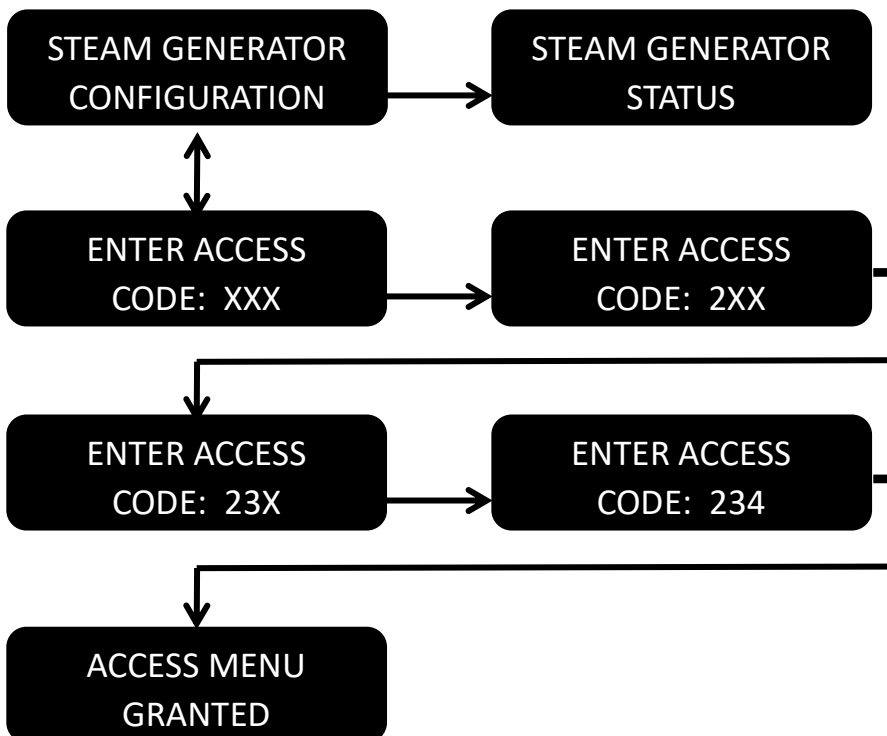 STEAM GENERATOR
CONFIGURATION
STEAM GENERATOR
STATUS
ENTER ACCESS
CODE:  XXX
ENTER ACCESS
CODE:  2XX
ENTER ACCESS
CODE:  23X
ENTER ACCESS
CODE:  234
ACCESS MENU
GRANTED